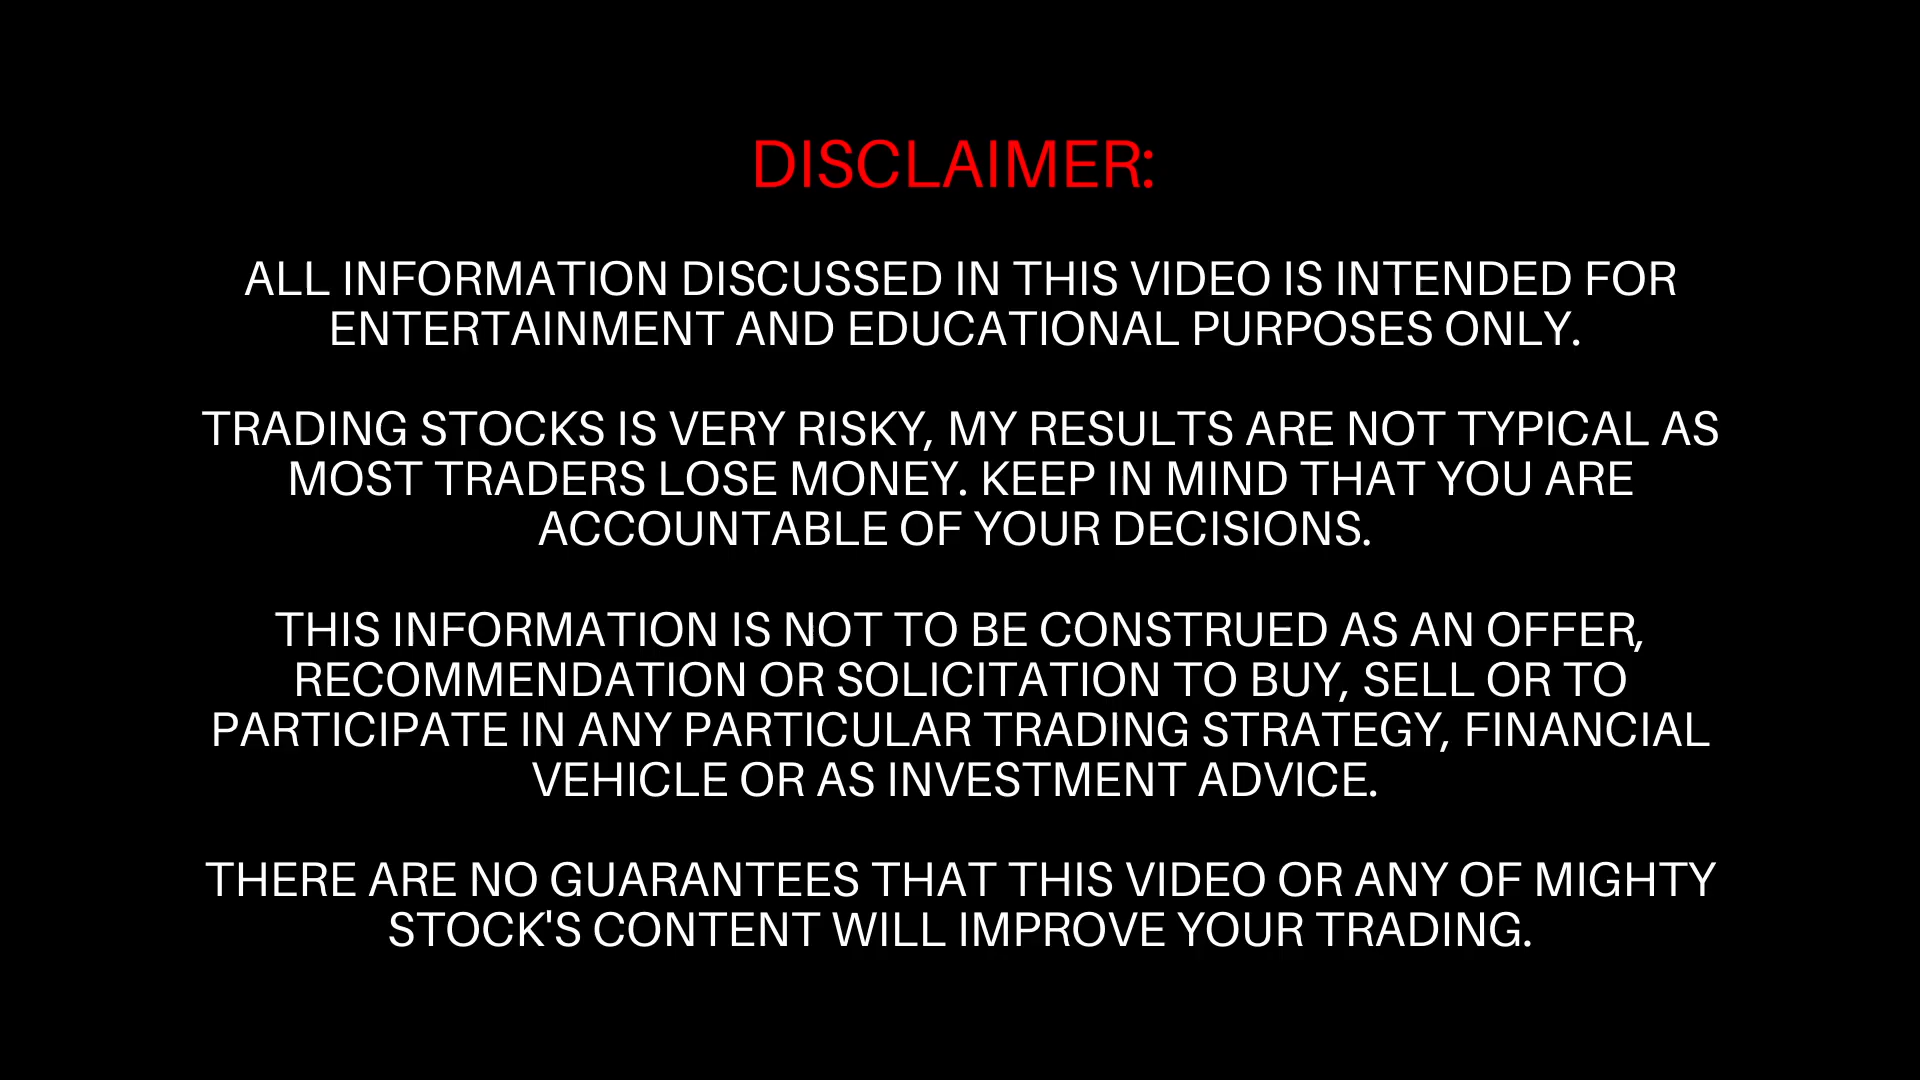 DISCLAIMER:
ALL INFORMATION DISCUSSED IN THIS VIDEO IS INTENDED FOR
ENTERTAINMENT AND EDUCATIONAL PURPOSES ONLY.
TRADING STOCKS IS VERY RISKY, MY RESULTS ARE NOT TYPICAL AS
MOST TRADERS LOSE MONEY. KEEP IN MIND THAT YOU ARE
ACCOUNTABLE OF YOUR DECISIONS.
THIS INFORMATION IS NOT TO BE CONSTRUED AS AN OFFER,
RECOMMENDATION OR SOLICITATION TO BUY, SELL OR TO
PARTICIPATE IN ANY PARTICULAR TRADING STRATEGY, FINANCIAL
VEHICLE OR AS INVESTMENT ADVICE.
THERE ARE NO GUARANTEES THAT THIS VIDEO OR ANY OF MIGHTY
STOCK'S CONTENT WILL IMPROVE YOUR TRADING.